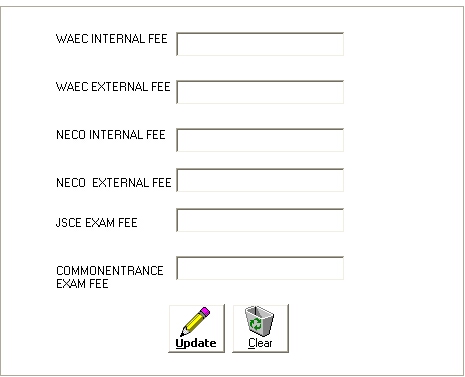 WAEC INTERNAL FEE
WAEC EXTERNAL FEE
NECO INTERNAL FEE
NECO EXTERNAL FEE
JSCE EXAM FEE
COMMONENTRANCE
EXAM FEE
Update Clear